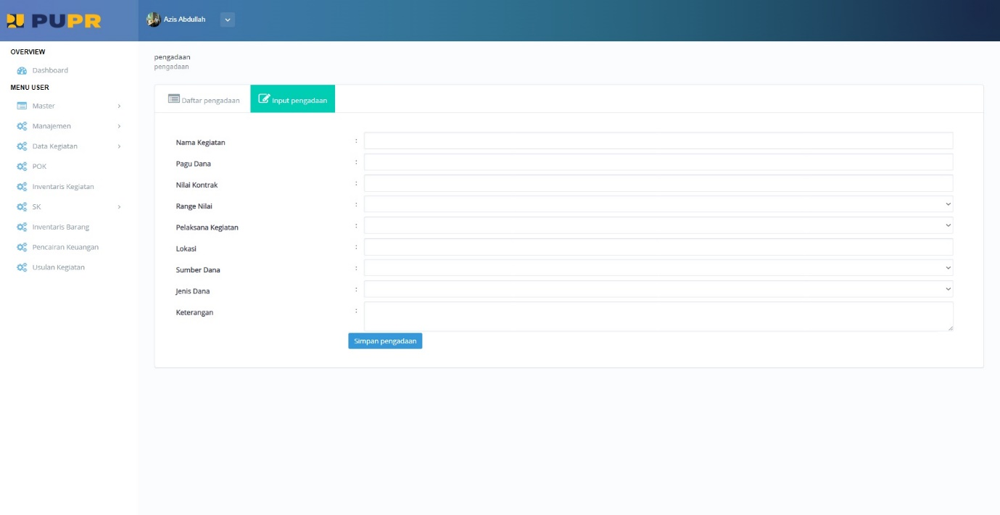 PUPR
Azis Abdullah
OVERVIEW
Dashboard
MENU USER
Master
Manajemen
Data Kegiatan
POK
Inventaris Kegiatan
SK
Inventaris Barang
Pencairan Keuangan
Usulan Kegiatan
pengadaan
pengadaan
Daftar pengadaan
Input pengadaan
Nama Kegiatan :
Pagu Dana :
Nilai Kontrak :
Range Nilai :
Pelaksana Kegiatan :
Lokasi :
Sumber Dana :
Jenis Dana :
Keterangan :
Simpan pengadaan